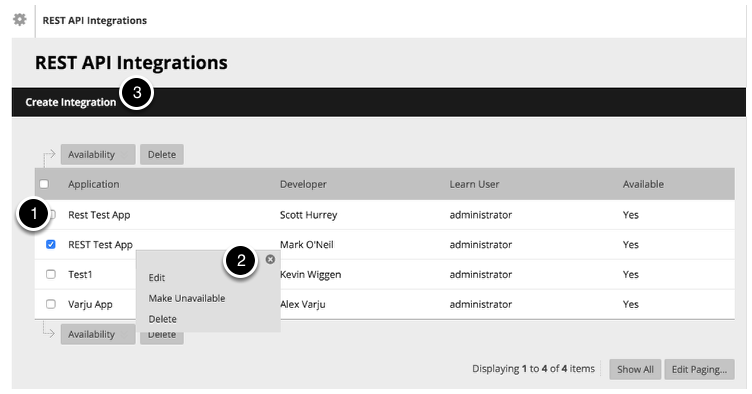 REST API Integrations
REST API Integrations
Create Integration 3
Availability Delete
Application Developer Learn User Available
1 Rest Test App Scott Hurrey administrator Yes
REST Test App Mark O'Neil administrator Yes
2
Test1 Kevin Wiggen administrator Yes
Edit
Make Unavailable
Varju App Alex Varju administrator Yes
Delete
Availability Delete
Displaying 1 to 4 of 4 items Show All Edit Paging...